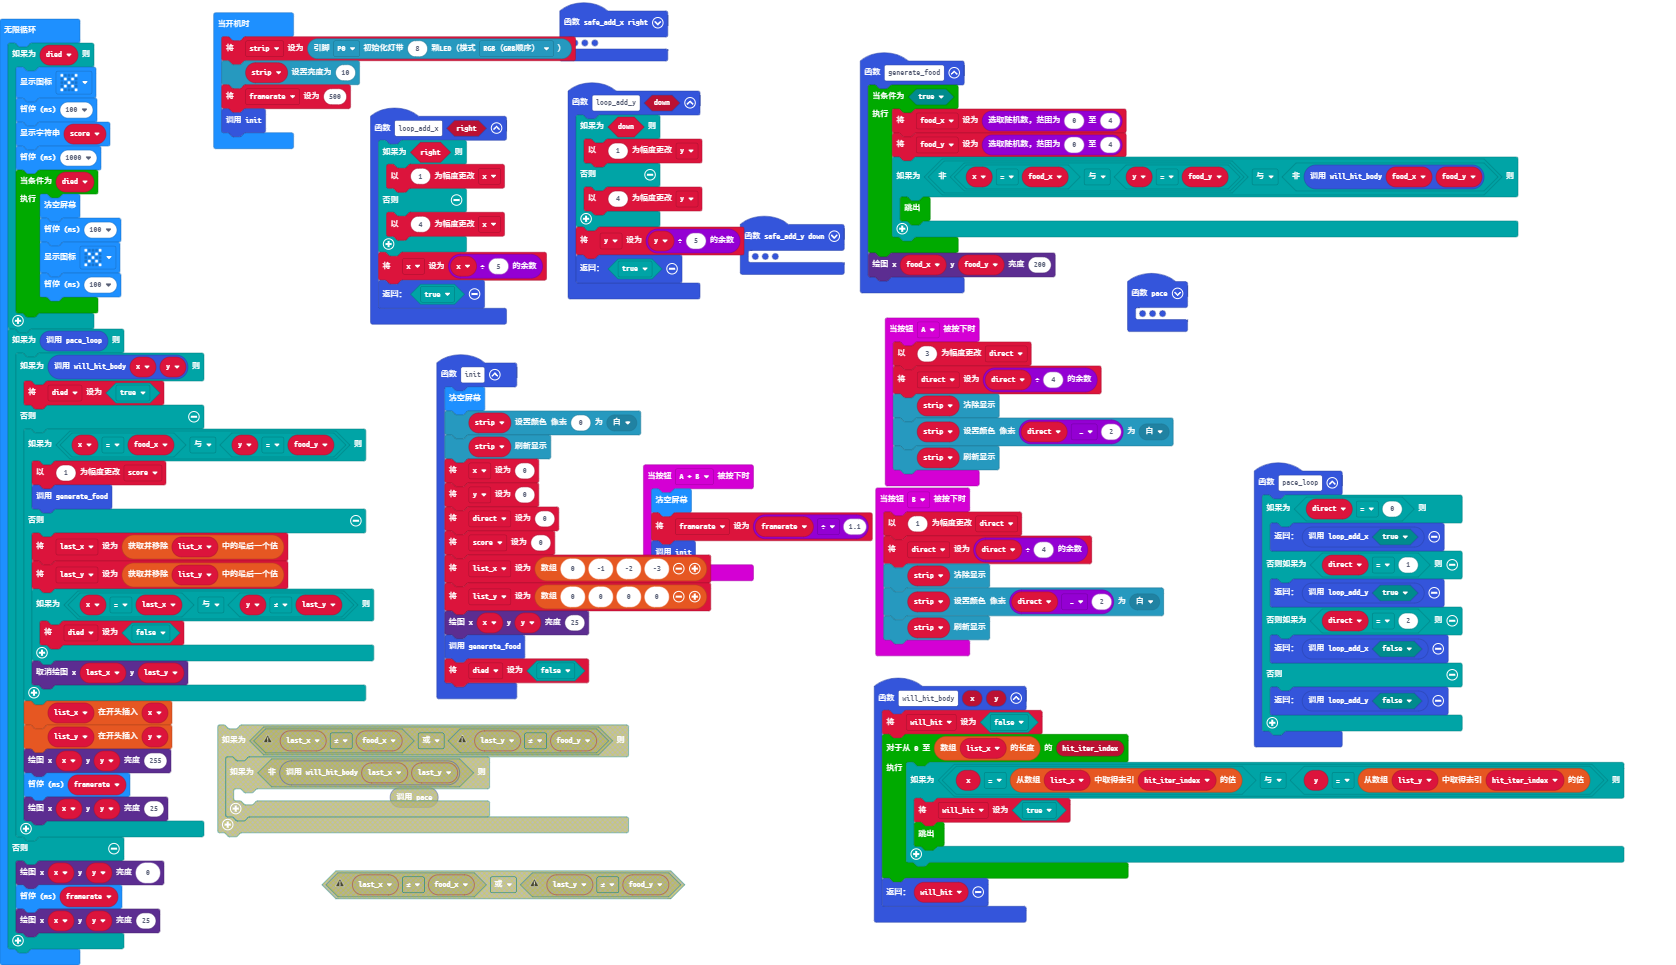 无限循环
如果为 died 则
显示图标
暂停 (ms) 100
显示字符串 score
暂停 (ms) 1000
当条件为 died
执行 清空屏幕
暂停 (ms) 100
显示图标
暂停 (ms) 100
如果为 调用 pace_loop 则
如果为 调用 will_hit_body x y 则
将 died 设为 true
否则
如果为 x = food_x 与 y = food_y 则
以 1 为幅度更改 score
调用 generate_food
否则
将 last_x 设为 获取并移除 list_x 中的最后一个值
将 last_y 设为 获取并移除 list_y 中的最后一个值
如果为 x = last_x 与 y ≠ last_y 则
将 died 设为 false
取消绘图 x last_x y last_y
list_x 在开头插入 x
list_y 在开头插入 y
绘图 x x y y 亮度 255
暂停 (ms) framerate
绘图 x x y y 亮度 25
否则
绘图 x x y y 亮度 0
暂停 (ms) framerate
绘图 x x y y 亮度 25
当开机时
将 strip 设为 引脚 P0 初始化灯带 8 颗LED（模式 RGB（GRB顺序） ）
strip 设置亮度为 10
将 framerate 设为 500
调用 init
函数 safe_add_x right
函数 loop_add_x right
如果为 right 则
以 1 为幅度更改 x
否则
以 4 为幅度更改 x
将 x 设为 x ÷ 5 的余数
返回： true
函数 loop_add_y down
如果为 down 则
以 1 为幅度更改 y
否则
以 4 为幅度更改 y
将 y 设为 y ÷ 5 的余数
返回： true
函数 safe_add_y down
函数 generate_food
当条件为 true
执行 将 food_x 设为 选取随机数，范围为 0 至 4
将 food_y 设为 选取随机数，范围为 0 至 4
如果为 非 x = food_x 与 y = food_y 与 非 调用 will_hit_body food_x food_y 则
跳出
绘图 x food_x y food_y 亮度 200
函数 pace
函数 init
清空屏幕
strip 设置颜色 像素 0 为 白
strip 刷新显示
将 x 设为 0
将 y 设为 0
将 direct 设为 0
将 score 设为 0
将 list_x 设为 数组 0 -1 -2 -3
将 list_y 设为 数组 0 0 0 0
绘图 x x y y 亮度 25
调用 generate_food
将 died 设为 false
当按钮 A + B 被按下时
清空屏幕
将 framerate 设为 framerate ÷ 1.1
调用 init
当按钮 A 被按下时
以 3 为幅度更改 direct
将 direct 设为 direct ÷ 4 的余数
strip 清除显示
strip 设置颜色 像素 direct - 2 为 白
strip 刷新显示
当按钮 B 被按下时
以 1 为幅度更改 direct
将 direct 设为 direct ÷ 4 的余数
strip 清除显示
strip 设置颜色 像素 direct - 2 为 白
strip 刷新显示
函数 pace_loop
如果为 direct = 0 则
返回： 调用 loop_add_x true
否则如果为 direct = 1 则
返回： 调用 loop_add_y true
否则如果为 direct = 2 则
返回： 调用 loop_add_x false
否则
返回： 调用 loop_add_y false
函数 will_hit_body x y
将 will_hit 设为 false
对于从 0 至 数组 list_x 的长度 的 hit_iter_index
执行 如果为 x = 从数组 list_x 中取得索引 hit_iter_index 的值 与 y = 从数组 list_y 中取得索引 hit_iter_index 的值 则
将 will_hit 设为 true
跳出
返回： will_hit
如果为 last_x ≠ food_x 或 last_y ≠ food_y 则
如果为 非 调用 will_hit_body last_x last_y 则
调用 pace
last_x ≠ food_x 或 last_y ≠ food_y